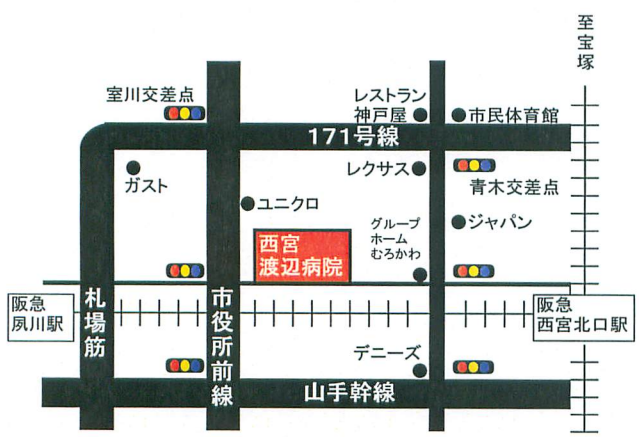 至宝塚
室川交差点
レストラン
神戸屋
市民体育館
171号線
ガスト
レクサス
青木交差点
ユニクロ
グループ
ホーム
むろかわ
ジャパン
西宮
渡辺病院
阪急
夙川駅
札場筋
市役所前線
阪急
西宮北口駅
デニーズ
山手幹線